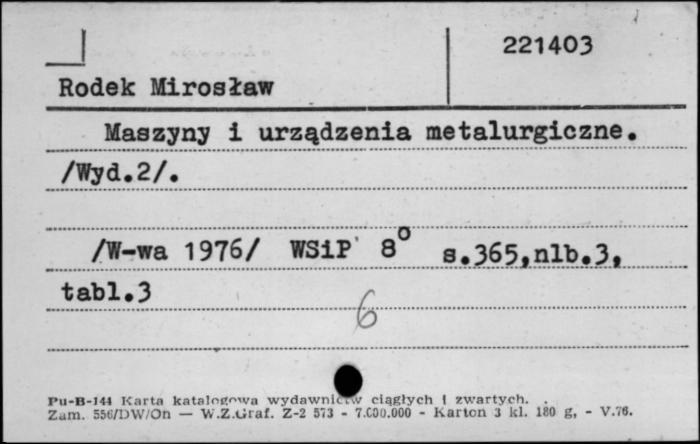 221403
Rodek Mirosław
Maszyny i urządzenia metalurgiczne.
/Wyd.2/.
/W-wa 1976/ WSiP 8° s.365,nlb.3,
tabl.3
6
Pu-B-144 Karta katalogowa wydawnictw ciągłych i zwartych.
Zam. 556/DW/On — W.Z.Graf. Z-2 573 - 7.000.000 - Karton 3 kl. 180 g, - V.76.